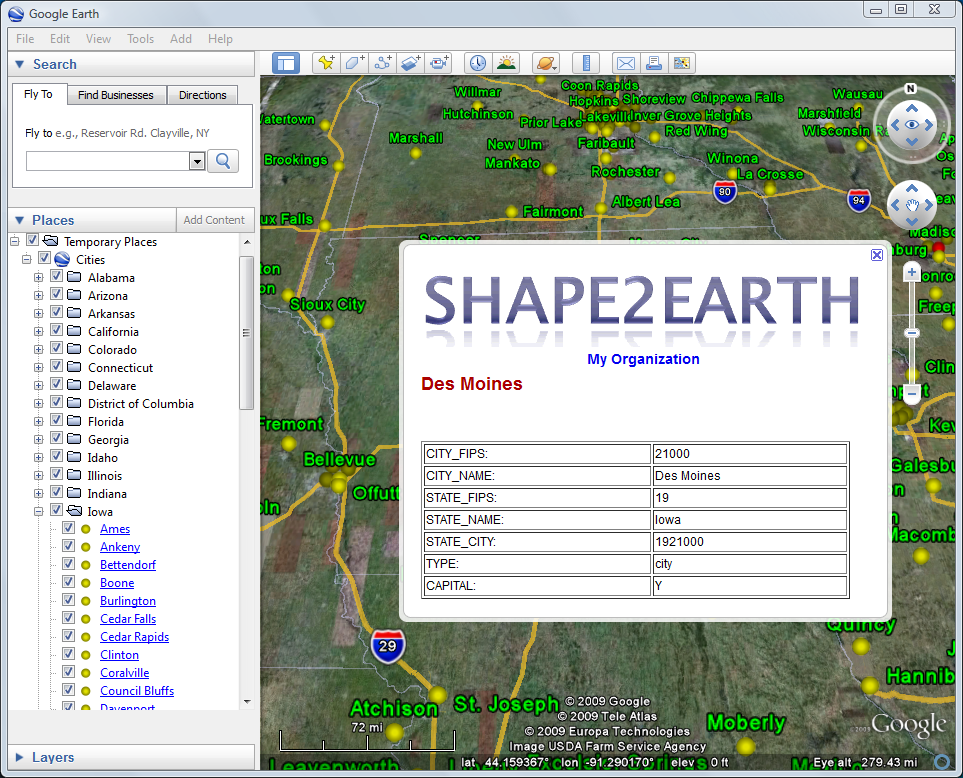 Google Earth
File Edit View Tools Add Help
Search
Fly To Find Businesses Directions
Fly to e.g., Reservoir Rd. Clayville, NY
Places Add Content
Temporary Places
Cities
Alabama
Arizona
Arkansas
California
Colorado
Connecticut
Delaware
District of Columbia
Florida
Georgia
Idaho
Illinois
Indiana
Iowa
Ames
Ankeny
Bettendorf
Boone
Burlington
Cedar Falls
Cedar Rapids
Clinton
Coralville
Council Bluffs
Davenport
Layers
Coon Rapids
Willmar
Hopkins Shoreview Chippewa Falls
Wausau
Hutchinson
Prior Lake Lakeville Inver Grove Heights
Marshfield
Watertown
Marshall
Red Wing
Wisconsin Ra
New Ulm
Faribault
Brookings
Mankato
Winona
Rochester
La Crosse
90
94
Albert Lea
ux Falls
Fairmont
N
Madiso
Spencer
Sioux City
Fremont
Bellevue
Offutt
29
Clin
Kew
Galesbu
Macomb
Quincy
Hannib
Atchison
St. Joseph
Moberly
Leavenworth
Excelsior Springs
SHAPE2EARTH
My Organization
Des Moines
CITY_FIPS: 21000
CITY_NAME: Des Moines
STATE_FIPS: 19
STATE_NAME: Iowa
STATE_CITY: 1921000
TYPE: city
CAPITAL: Y
72 mi
© 2009 Google
© 2009 Tele Atlas
© 2009 Europa Technologies
Image USDA Farm Service Agency
©2009 Google
lat 44.159367° lon -91.290170° elev 0 ft
Eye alt 279.43 mi